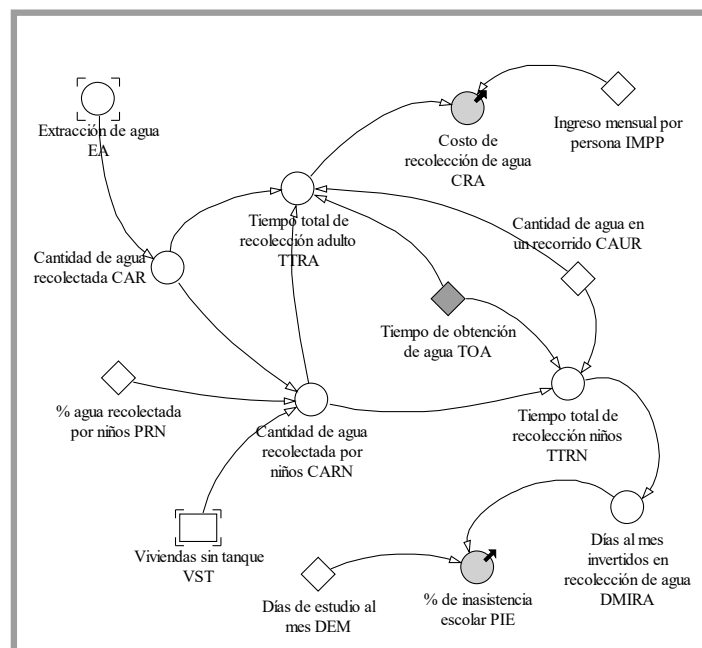 Extracción de agua
EA
Costo de
recolección de agua
CRA
Ingreso mensual por
persona IMPP
Tiempo total de
recolección adulto
TTRA
Cantidad de agua en
un recorrido CAUR
Cantidad de agua
recolectada CAR
Tiempo de obtención
de agua TOA
% agua recolectada
por niños PRN
Cantidad de agua
recolectada por
niños CARN
Tiempo total de
recolección niños
TTRN
Viviendas sin tanque
VST
Días al mes
invertidos en
recolección de agua
DMIRA
Días de estudio al
mes DEM
% de inasistencia
escolar PIE